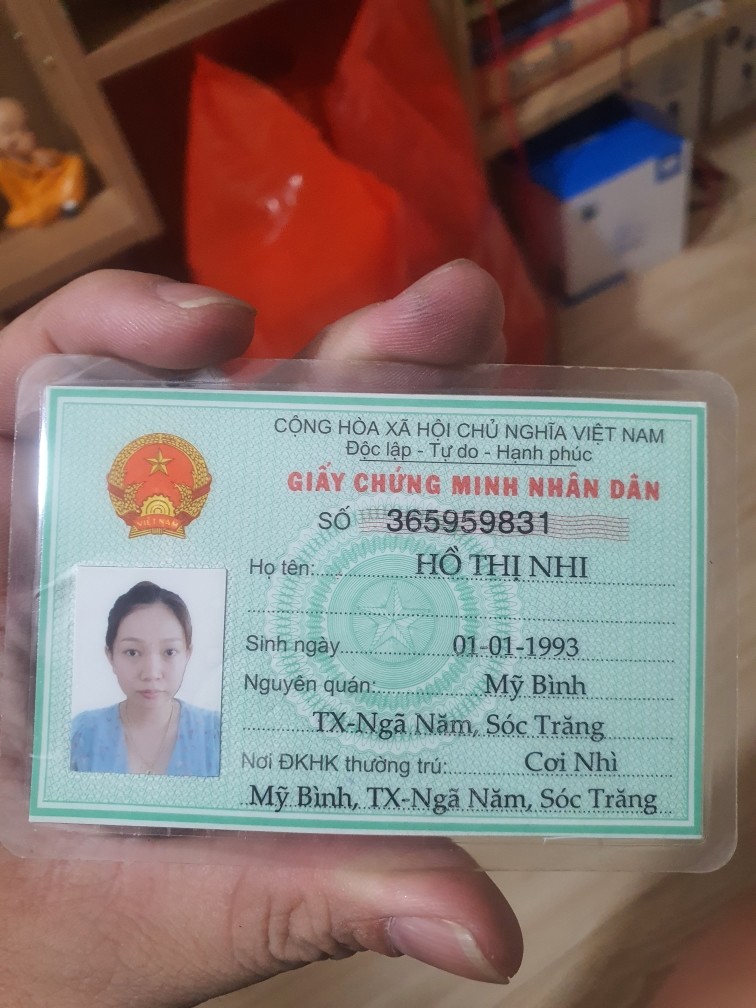 CỘNG HÒA XÃ HỘI CHỦ NGHĨA VIỆT NAM
Độc lập - Tự do - Hạnh phúc
GIẤY CHỨNG MINH NHÂN DÂN
SỐ 365959831
Họ tên: HỒ THỊ NHI
Sinh ngày 01-01-1993
Nguyên quán: Mỹ Bình
TX-Ngã Năm, Sóc Trăng
Nơi ĐKHK thường trú: Cơi Nhì
Mỹ Bình, TX-Ngã Năm, Sóc Trăng
VIỆT NAM